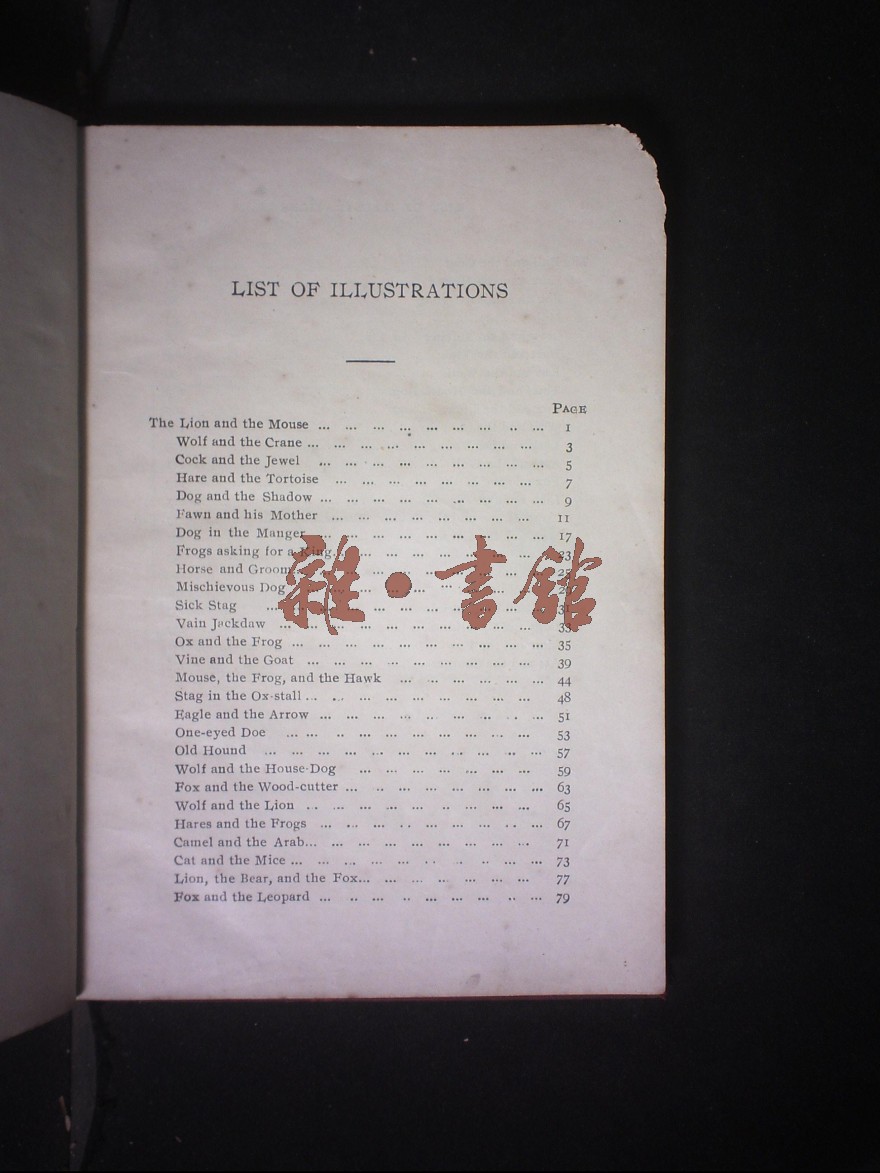 LIST OF ILLUSTRATIONS
PAGE
The Lion and the Mouse ... ... ... ... ... ... ... ... ... 1
Wolf and the Crane ... ... ... ... ... ... ... ... ... 3
Cock and the Jewel ... ... ... ... ... ... ... ... ... 5
Hare and the Tortoise ... ... ... ... ... ... ... ... 7
Dog and the Shadow ... ... ... ... ... ... ... ... ... 9
Fawn and his Mother ... ... ... ... ... ... ... ... 11
Dog in the Manger ... ... ... ... ... ... ... ... ... 17
Frogs asking for a King ... ... ... ... ... ... ... 23
Horse and Groom ... ... ... ... ... ... ... ...
Mischievous Dog ... ... ... ... ... ... ... ...
Sick Stag ... ... ... ... ... ... ... ... ... ... 31
Vain Jackdaw ... ... ... ... ... ... ... ... ... ... 33
Ox and the Frog ... ... ... ... ... ... ... ... ... ... 35
Vine and the Goat ... ... ... ... ... ... ... ... ... 39
Mouse, the Frog, and the Hawk ... ... ... ... ... ... 44
Stag in the Ox-stall ... ... ... ... ... ... ... ... ... 48
Eagle and the Arrow ... ... ... ... ... ... ... ... ... 51
One-eyed Doe ... ... ... ... ... ... ... ... ... 53
Old Hound ... ... ... ... ... ... ... ... ... ... ... 57
Wolf and the House-Dog ... ... ... ... ... ... ... 59
Fox and the Wood-cutter ... ... ... ... ... ... ... ... 63
Wolf and the Lion ... ... ... ... ... ... ... ... 65
Hares and the Frogs ... ... ... ... ... ... ... ... ... 67
Camel and the Arab... ... ... ... ... ... ... ... ... 71
Cat and the Mice ... ... ... ... ... ... ... ... ... ... 73
Lion, the Bear, and the Fox... ... ... ... ... ... ... 77
Fox and the Leopard ... ... ... ... ... ... ... ... ... 79
雜·書館